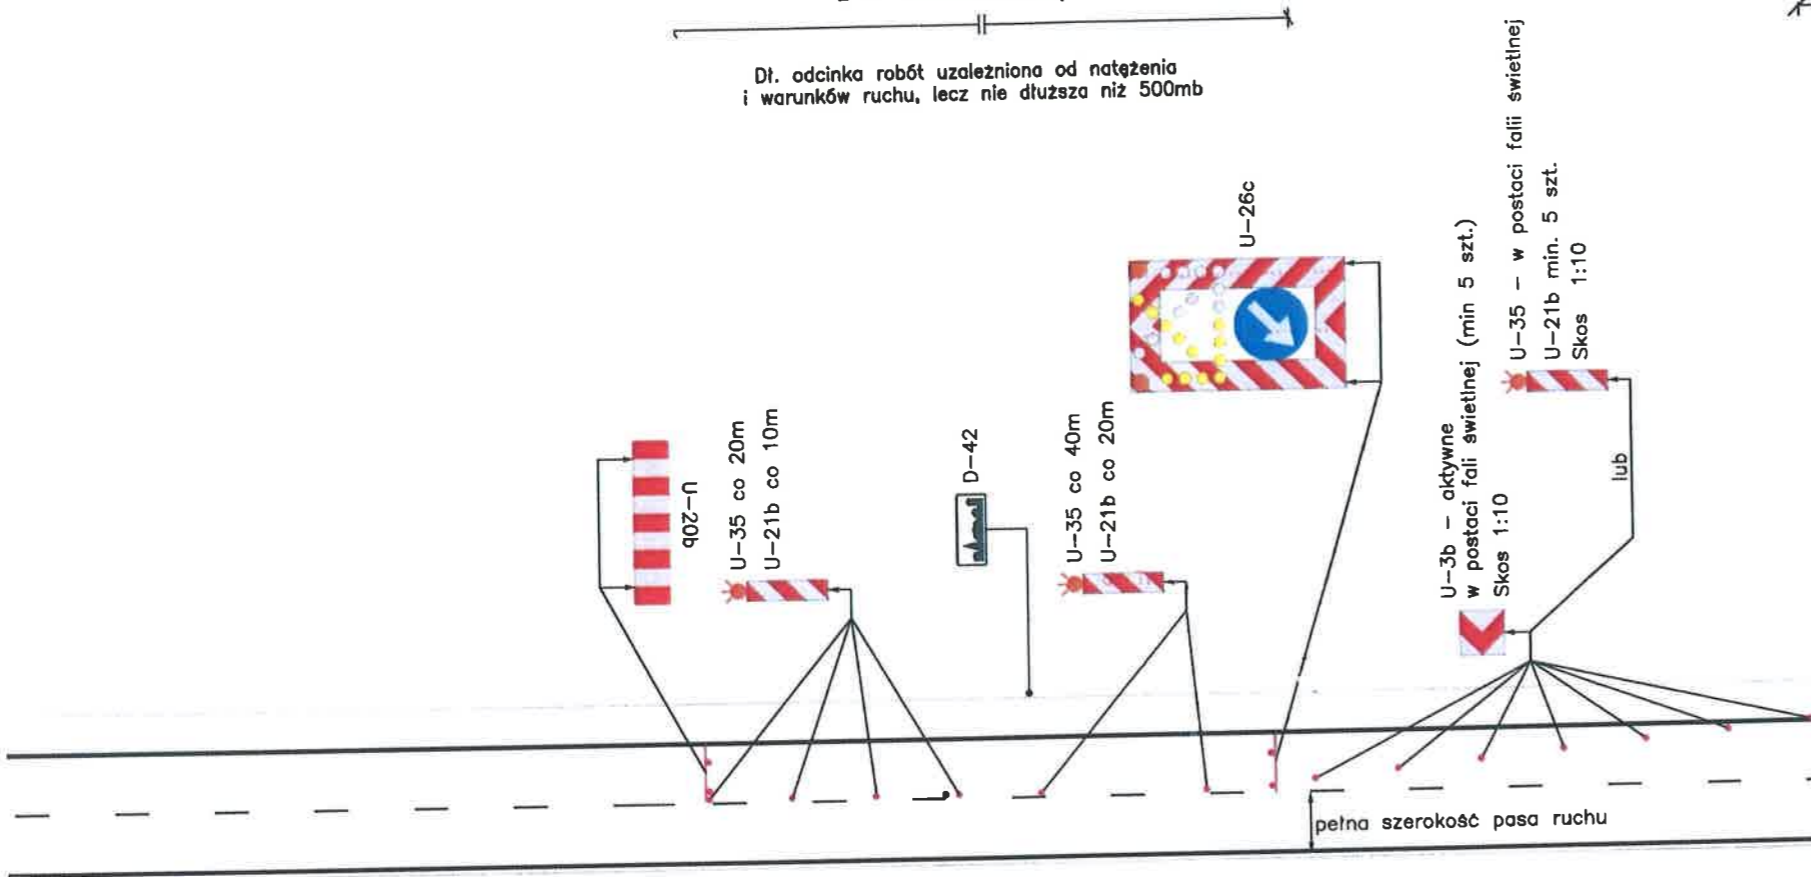 Dł. odcinka robót uzależniona od natężenia
i warunków ruchu, lecz nie dłuższa niż 500mb
U-20b
U-35 co 20m
U-21b co 10m
D-42
U-35 co 40m
U-21b co 20m
U-26c
U-3b - aktywne
w postaci fali świetlnej (min 5 szt.)
Skos 1:10
U-35 - w postaci falii świetlnej
U-21b min. 5 szt.
Skos 1:10
lub
pełna szerokość pasa ruchu